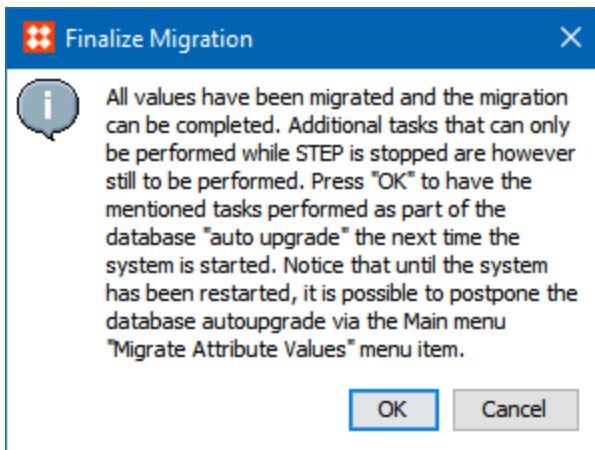 Finalize Migration
All values have been migrated and the migration
can be completed. Additional tasks that can only
be performed while STEP is stopped are however
still to be performed. Press "OK" to have the
mentioned tasks performed as part of the
database "auto upgrade" the next time the
system is started. Notice that until the system
has been restarted, it is possible to postpone the
database autoupgrade via the Main menu
"Migrate Attribute Values" menu item.
OK Cancel